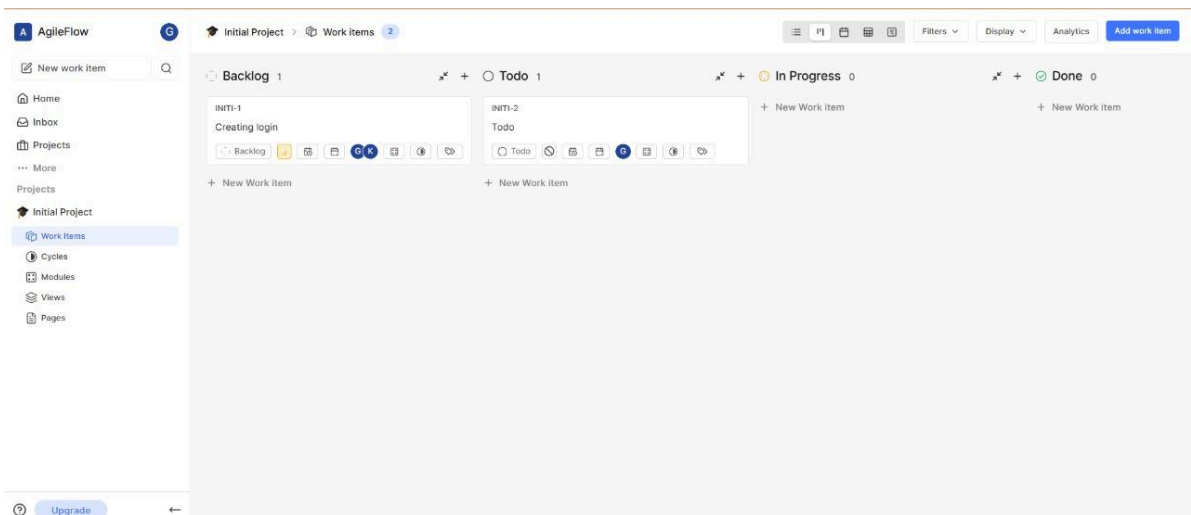 A AgileFlow G
New work item
Home
Inbox
Projects
More
Projects
Initial Project
Work Items
Cycles
Modules
Views
Pages
Upgrade
Initial Project > Work items 2
Filters
Display
Analytics
Add work item
Backlog 1
INITI-1
Creating login
Backlog
G K
+ New Work item
Todo 1
INITI-2
Todo
Todo
G
+ New Work item
In Progress 0
+ New Work item
Done 0
+ New Work item